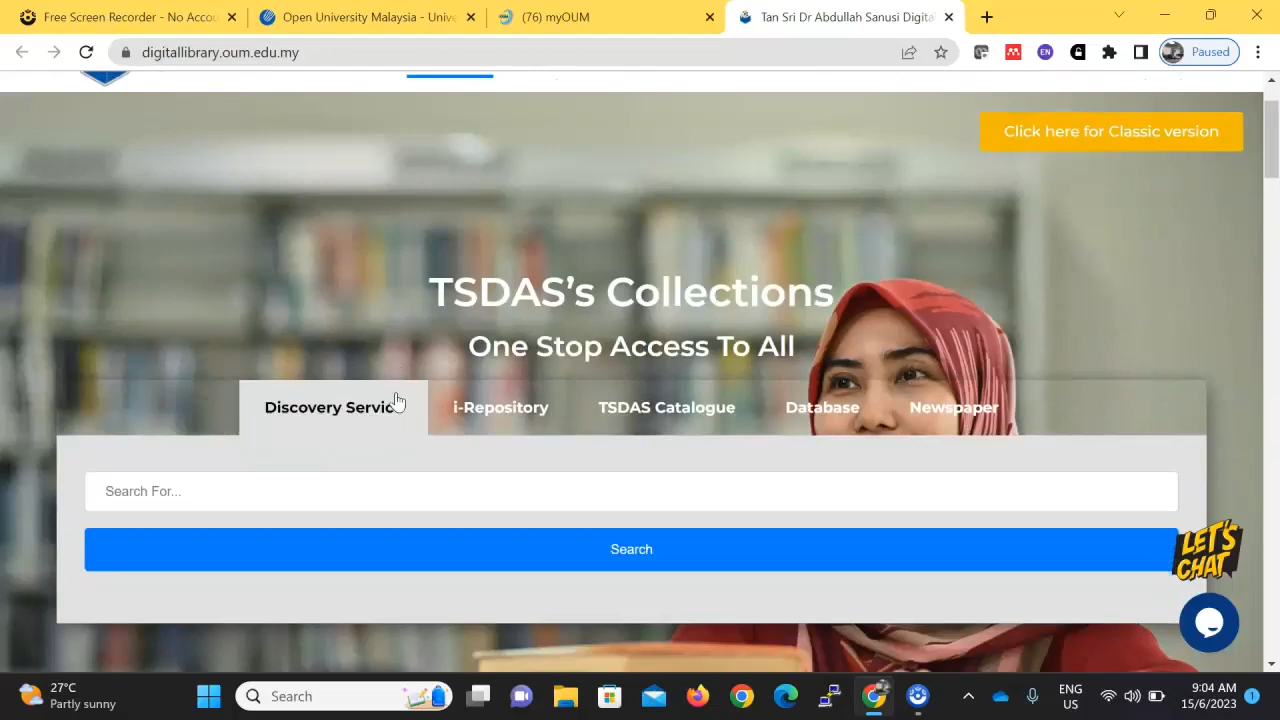 Free Screen Recorder - No Accou
Open University Malaysia - Unive
(76) myOUM
Tan Sri Dr Abdullah Sanusi Digita
digitallibrary.oum.edu.my
EN
Paused
Click here for Classic version
TSDAS's Collections
One Stop Access To All
Discovery Servic
i-Repository
TSDAS Catalogue
Database
Newspaper
Search For...
Search
LET'S
CHAT
27°C
Partly sunny
Search
ENG
US
9:04 AM
15/6/2023
1